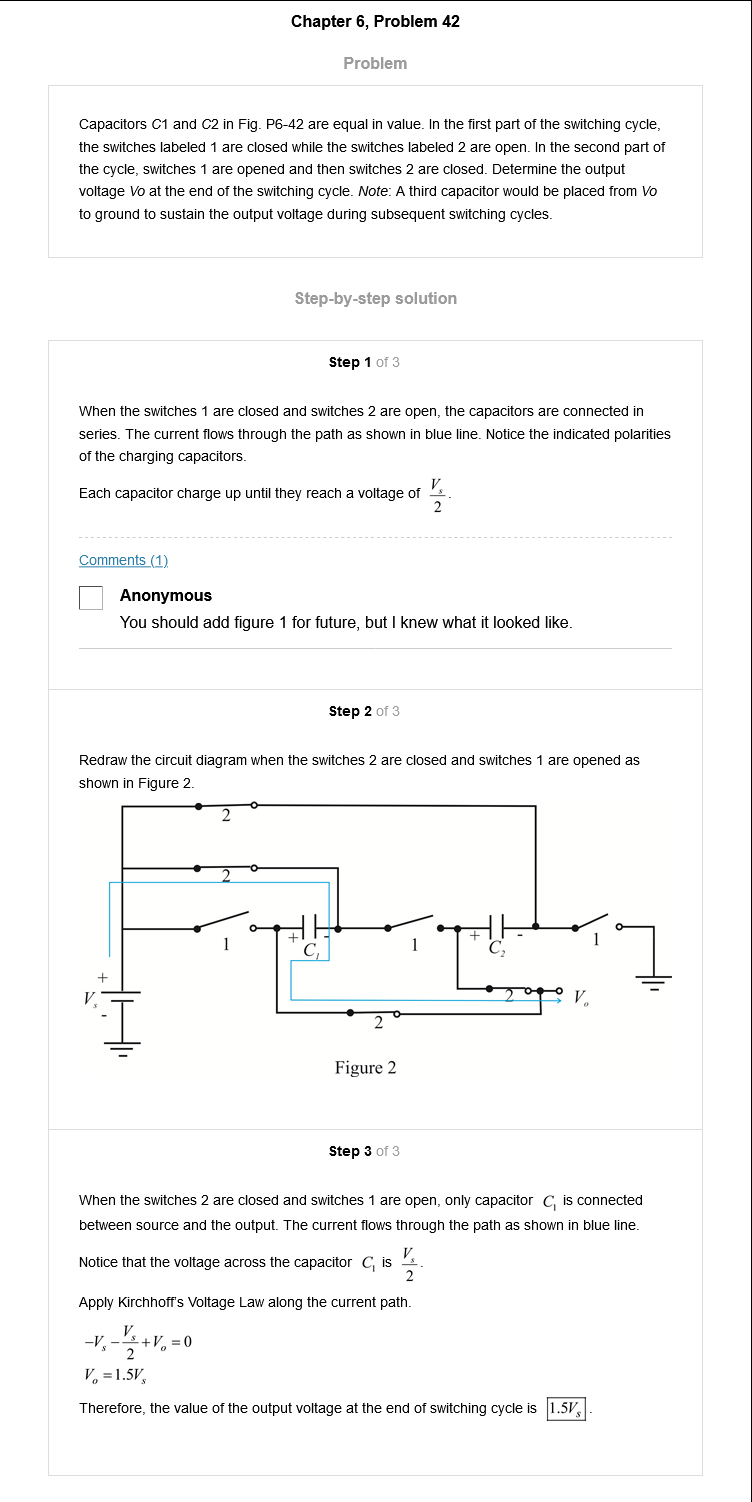 Chapter 6, Problem 42
Problem
Capacitors C1 and C2 in Fig. P6-42 are equal in value. In the first part of the switching cycle,
the switches labeled 1 are closed while the switches labeled 2 are open. In the second part of
the cycle, switches 1 are opened and then switches 2 are closed. Determine the output
voltage Vo at the end of the switching cycle. Note: A third capacitor would be placed from Vo
to ground to sustain the output voltage during subsequent switching cycles.
Step-by-step solution
Step 1 of 3
When the switches 1 are closed and switches 2 are open, the capacitors are connected in
series. The current flows through the path as shown in blue line. Notice the indicated polarities
of the charging capacitors.
Each capacitor charge up until they reach a voltage of V_s/2.
Comments (1)
Anonymous
You should add figure 1 for future, but I knew what it looked like.
Step 2 of 3
Redraw the circuit diagram when the switches 2 are closed and switches 1 are opened as
shown in Figure 2.
2
2
1
+ -
C₁
1
+ -
C₂
1
+
V_s
-
2
V_o
2
Figure 2
Step 3 of 3
When the switches 2 are closed and switches 1 are open, only capacitor C₁ is connected
between source and the output. The current flows through the path as shown in blue line.
Notice that the voltage across the capacitor C₁ is V_s/2.
Apply Kirchhoff's Voltage Law along the current path.
−V_s − V_s/2 + V_o = 0
V_o = 1.5V_s
Therefore, the value of the output voltage at the end of switching cycle is 1.5V_s.